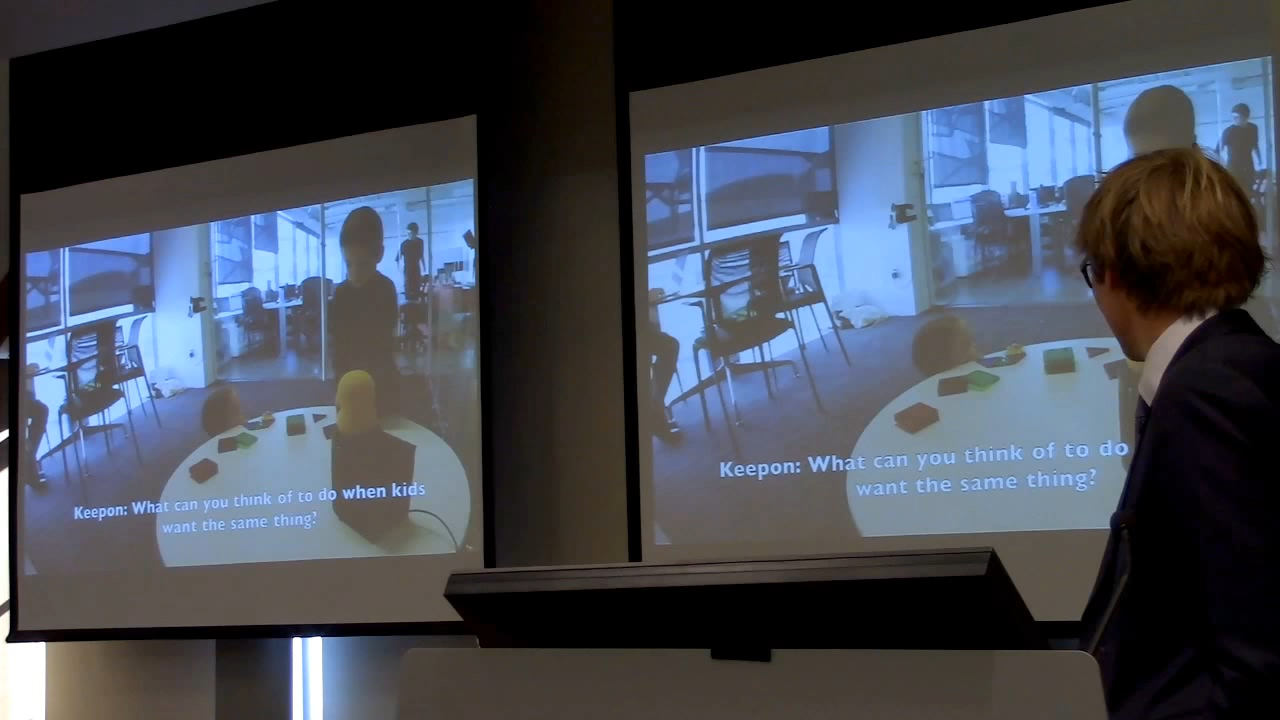 Keepon: What can you think of to do when kids
want the same thing?
Keepon: What can you think of to do
want the same thing?